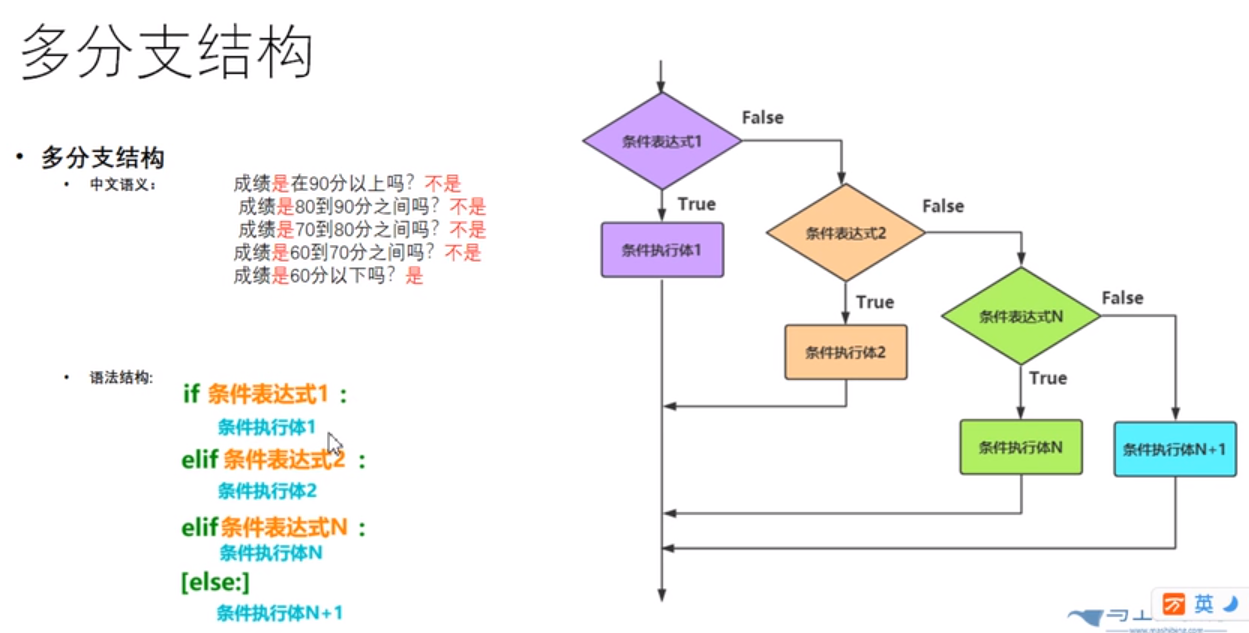 多分支结构
• 多分支结构
• 中文语义：
成绩是在90分以上吗？不是
成绩是80到90分之间吗？不是
成绩是70到80分之间吗？不是
成绩是60到70分之间吗？不是
成绩是60分以下吗？是
• 语法结构:
if 条件表达式1：
条件执行体1
elif 条件表达式2：
条件执行体2
elif条件表达式N：
条件执行体N
[else:]
条件执行体N+1
条件表达式1
False
True
条件执行体1
条件表达式2
False
True
条件执行体2
条件表达式N
False
True
条件执行体N
条件执行体N+1
英
www.mashibing.com